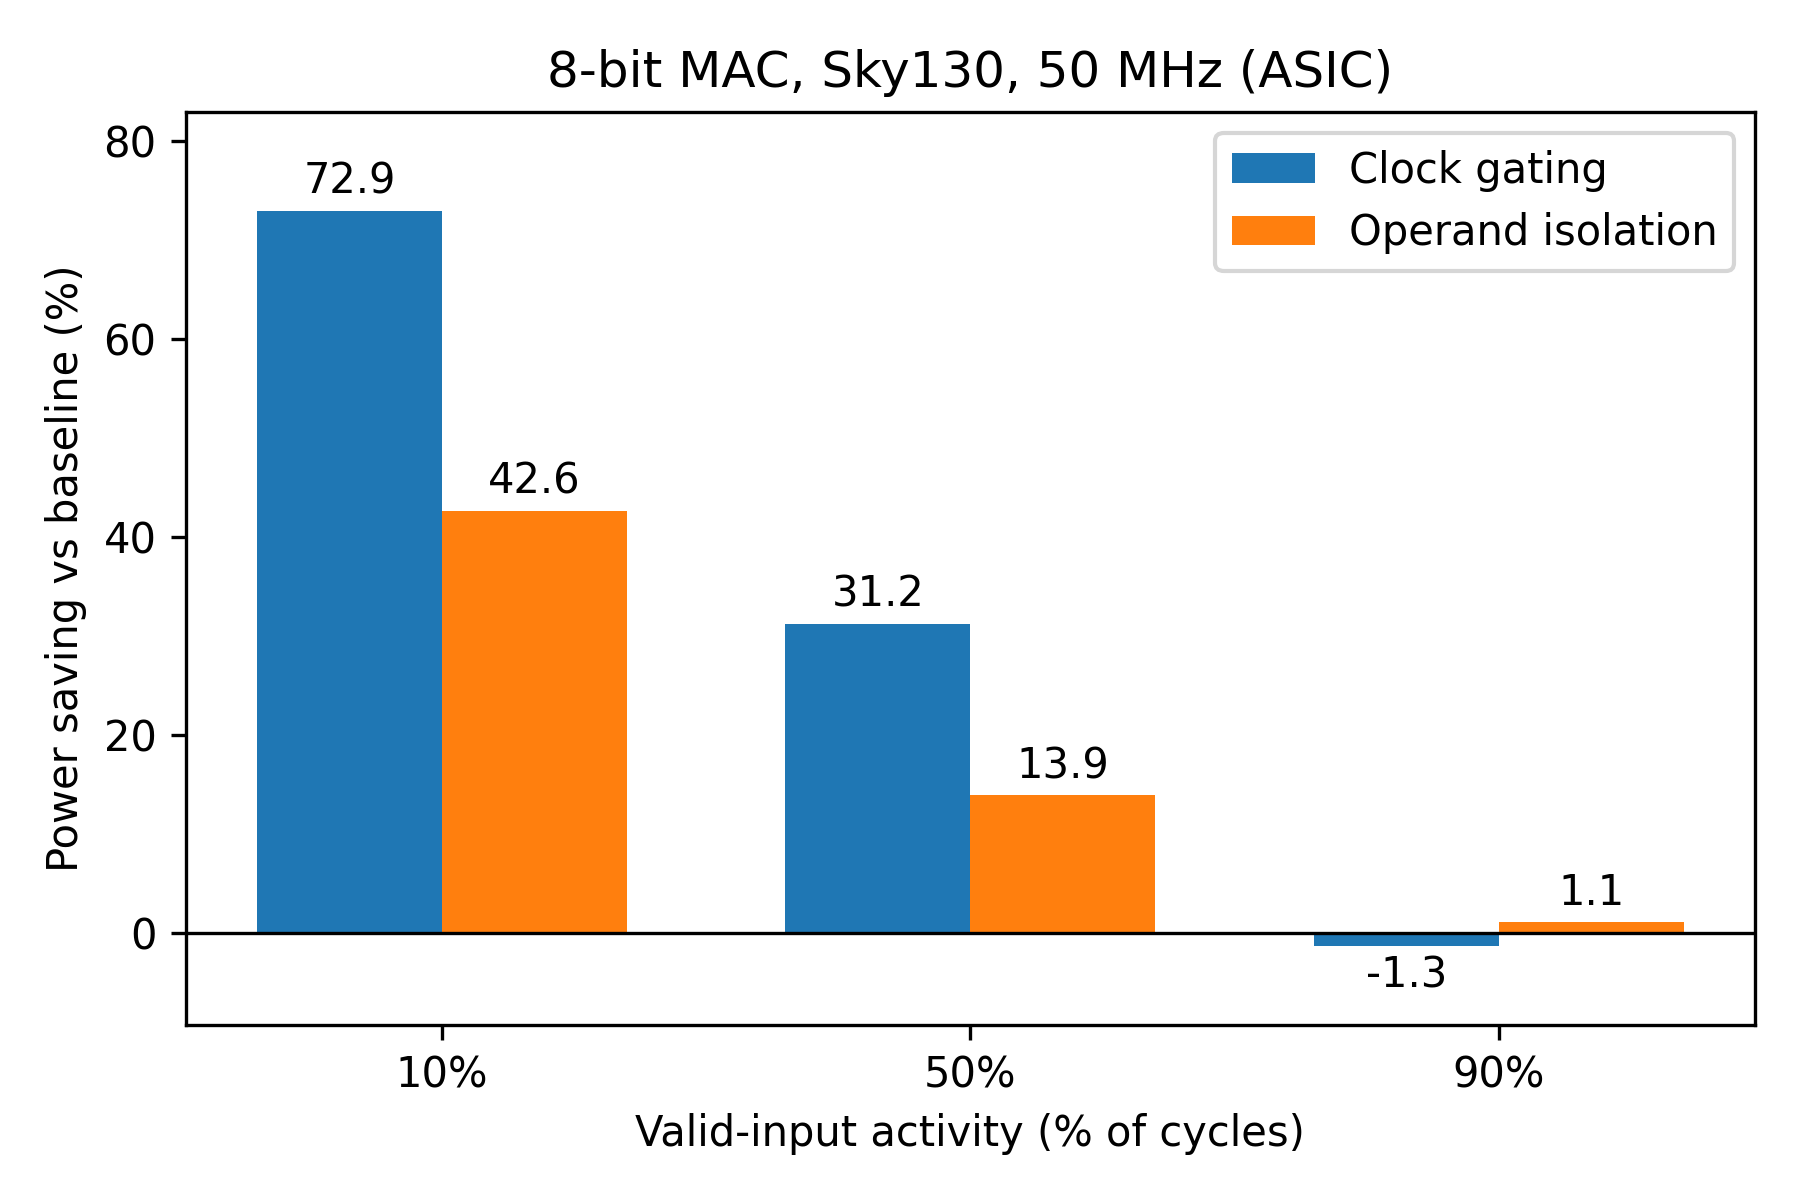 8-bit MAC, Sky130, 50 MHz (ASIC)
Power saving vs baseline (%)
80
60
40
20
0
Clock gating
Operand isolation
72.9
42.6
31.2
13.9
-1.3
1.1
10%
50%
90%
Valid-input activity (% of cycles)